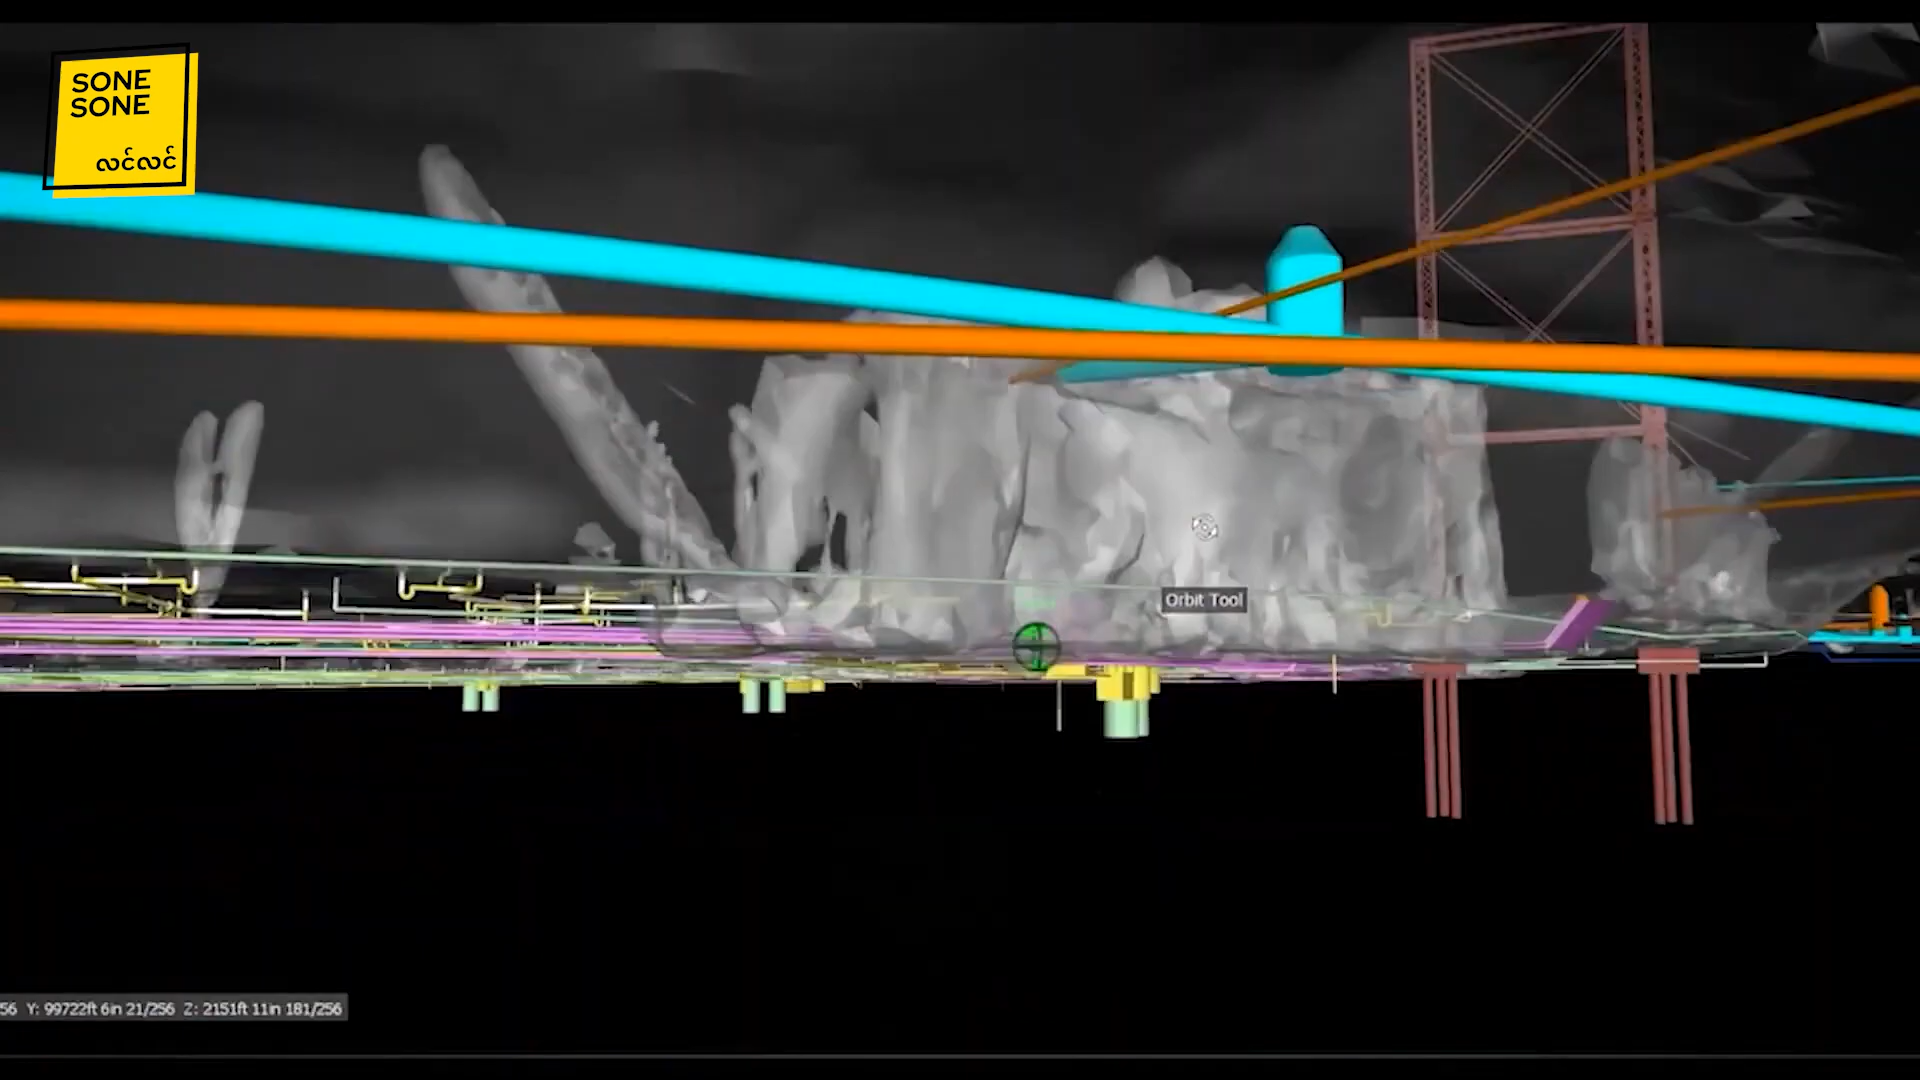 SONE
SONE
လင်လင်
Orbit Tool
56 Y: 99722ft 6in 21/256 Z: 2151ft 11in 181/256